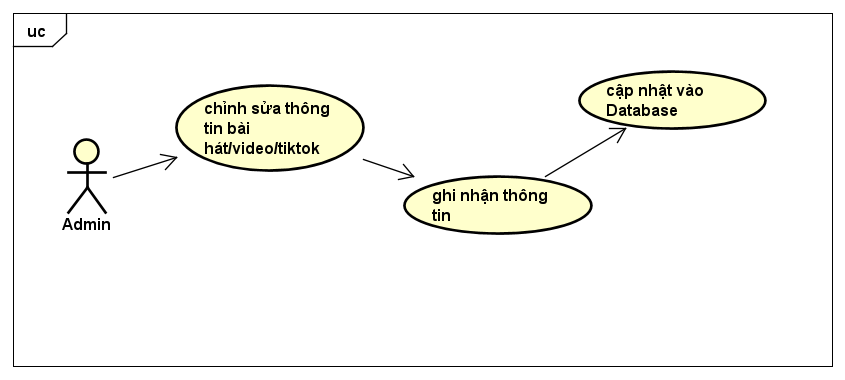 uc
chỉnh sửa thông
tin bài
hát/video/tiktok
cập nhật vào
Database
ghi nhận thông
tin
Admin